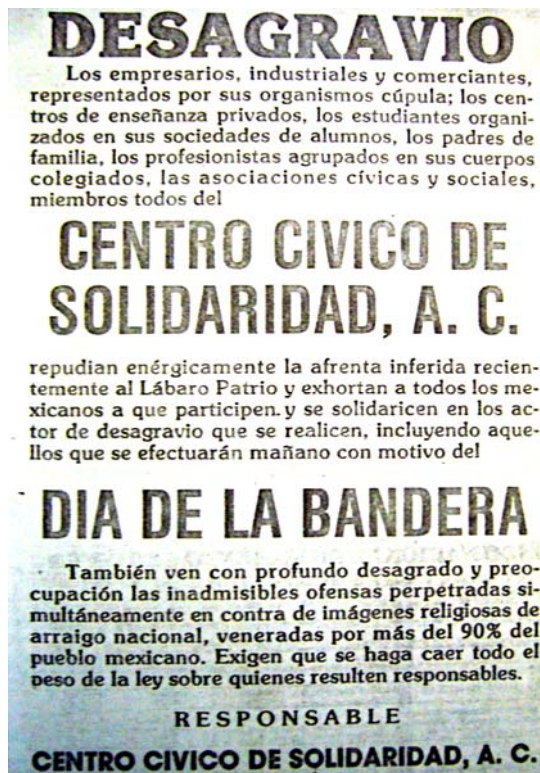 DESAGRAVIO
Los empresarios, industriales y comerciantes,
representados por sus organismos cúpula; los cen-
tros de enseñanza privados, los estudiantes organi-
zados en sus sociedades de alumnos, los padres de
familia, los profesionistas agrupados en sus cuerpos
colegiados, las asociaciones cívicas y sociales,
miembros todos del
CENTRO CIVICO DE
SOLIDARIDAD, A. C.
repudian enérgicamente la afrenta inferida recien-
temente al Lábaro Patrio y exhortan a todos los me-
xicanos a que participen y se solidaricen en los ac-
tor de desagravio que se realicen, incluyendo aque-
llos que se efectuarán mañano con motivo del
DIA DE LA BANDERA
También ven con profundo desagrado y preo-
cupación las inadmisibles ofensas perpetradas si-
multáneamente en contra de imágenes religiosas de
arraigo nacional, veneradas por más del 90% del
pueblo mexicano. Exigen que se haga caer todo el
peso de la ley sobre quienes resulten responsables.
RESPONSABLE
CENTRO CIVICO DE SOLIDARIDAD, A. C.